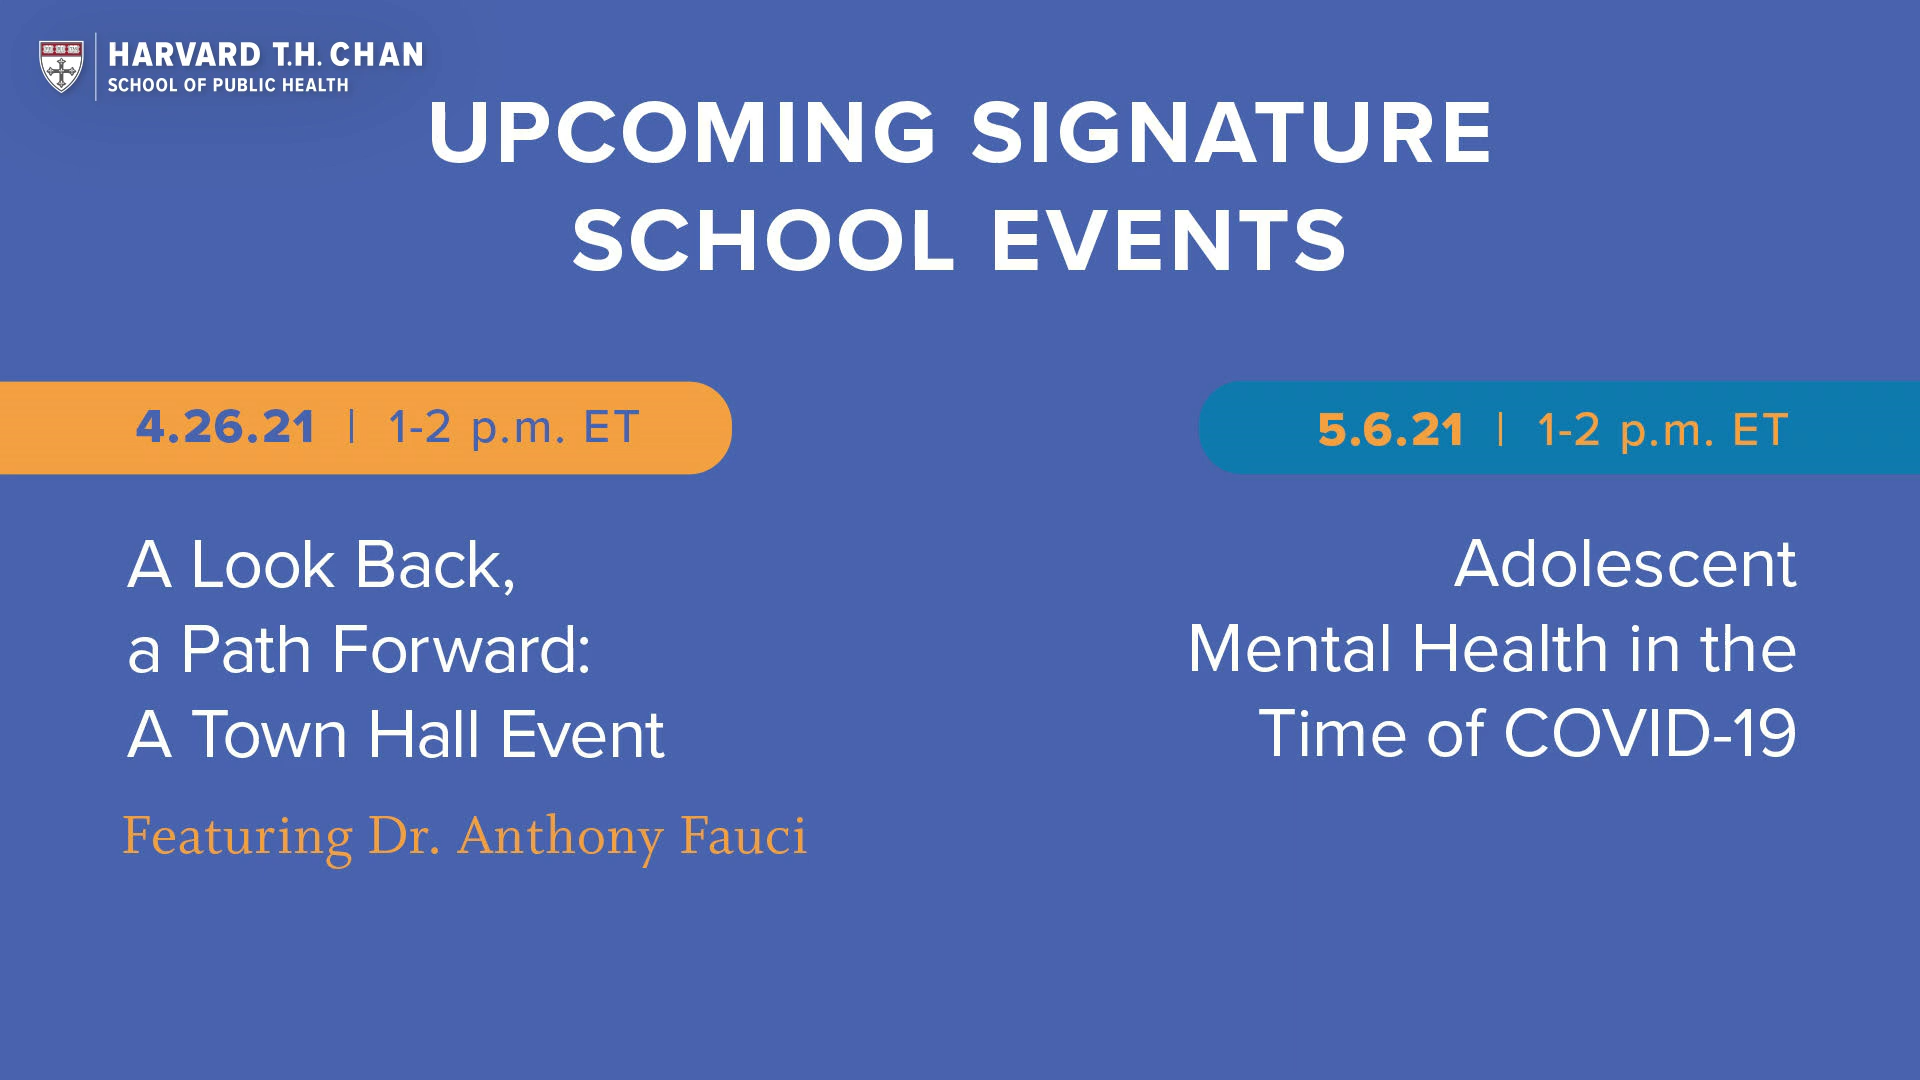 HARVARD T.H. CHAN
SCHOOL OF PUBLIC HEALTH
UPCOMING SIGNATURE
SCHOOL EVENTS
4.26.21 | 1-2 p.m. ET
A Look Back,
a Path Forward:
A Town Hall Event
Featuring Dr. Anthony Fauci
5.6.21 | 1-2 p.m. ET
Adolescent
Mental Health in the
Time of COVID-19